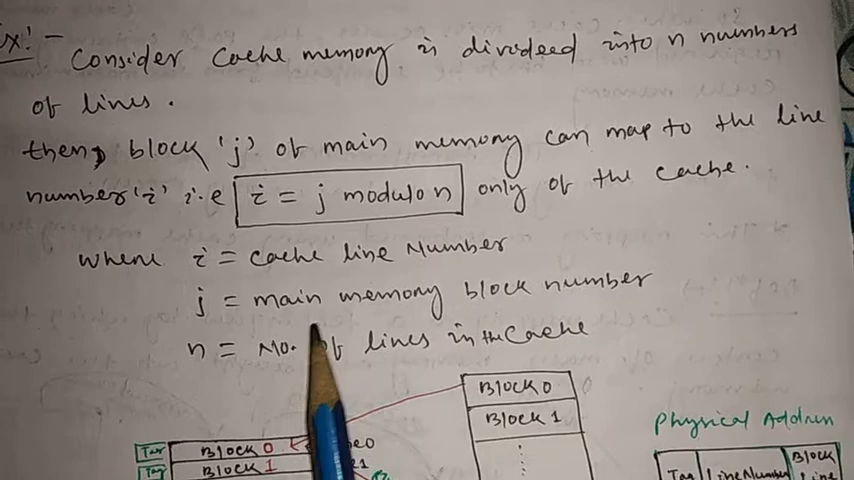 Ex! -
Consider Cache memory is divideed into n numbers
of lines.
then, block 'j' of main memory can map to the line
number 'i' i.e i = j modulo n only of the cache.
where i = cache line Number
j = main memory block number
n = No. of lines in the Cache
Block 0
Block 1
Physical Address
Tag Block 0
Tag Block 1
Tag Line Number Block
Line